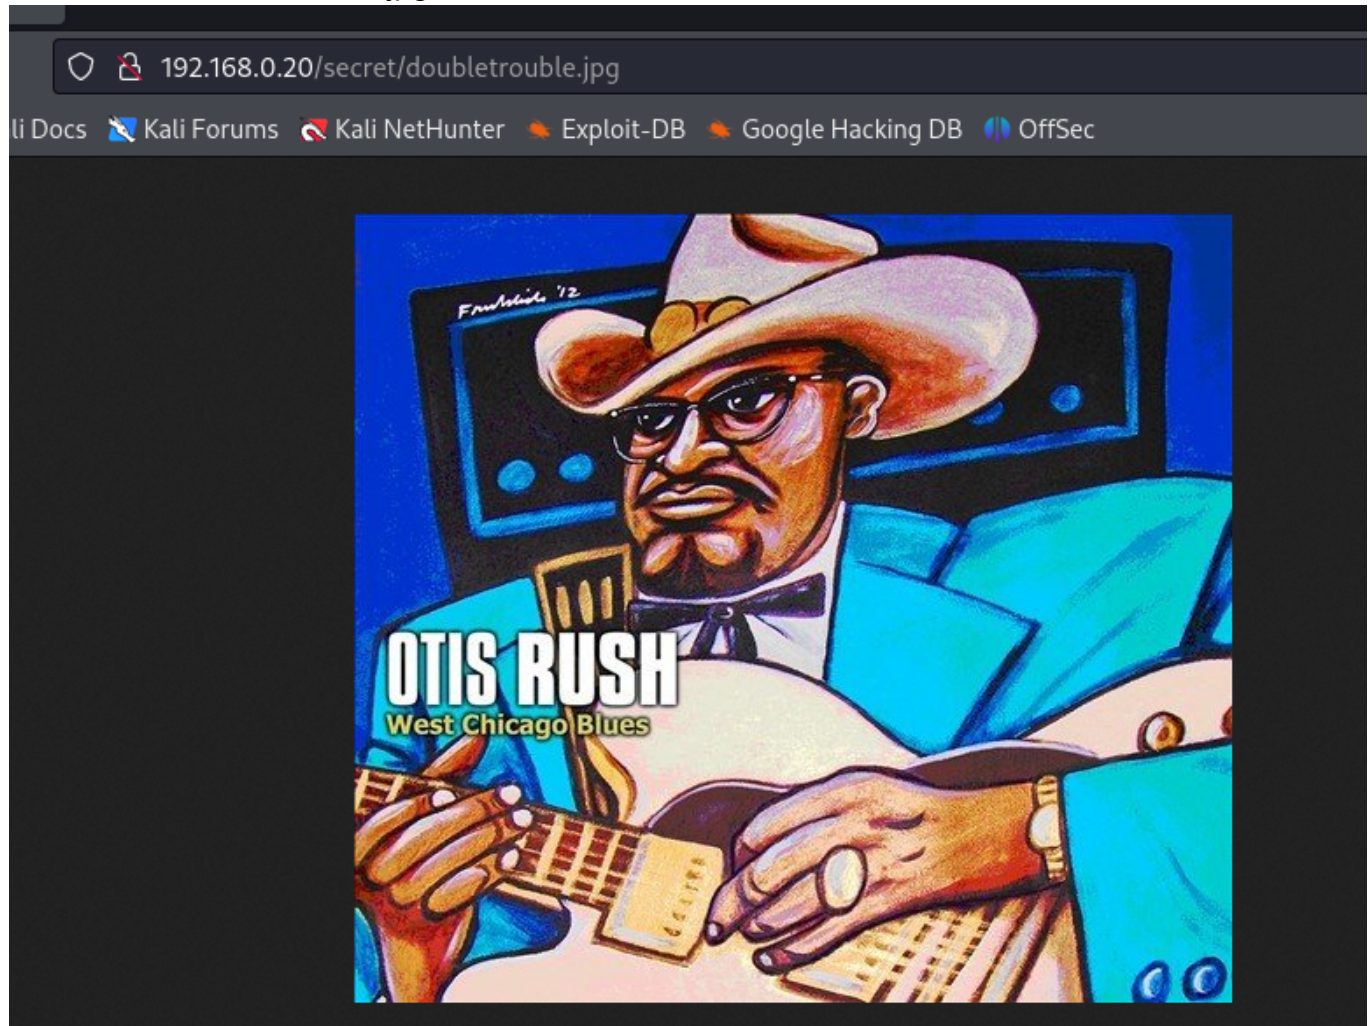 192.168.0.20/secret/doubletrouble.jpg
li Docs Kali Forums Kali NetHunter Exploit-DB Google Hacking DB OffSec
'12
OTIS RUSH
West Chicago Blues